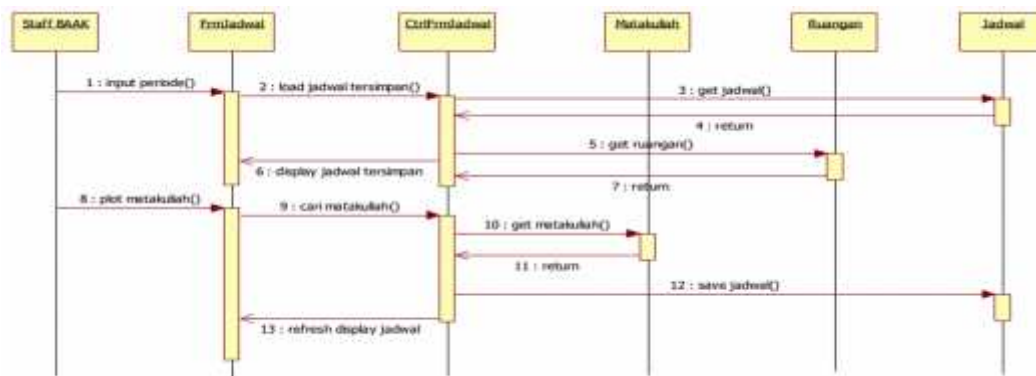 Staff BAAK
FrmJadwal
CtrlFrmJadwal
Matakuliah
Ruangan
Jadwal
1 : input periode()
2 : load jadwal tersimpan()
3 : get jadwal()
4 : return
5 : get ruangan()
6 : display jadwal tersimpan
7 : return
8 : plot matakuliah()
9 : cari matakuliah()
10 : get matakuliah()
11 : return
12 : save jadwal()
13 : refresh display jadwal